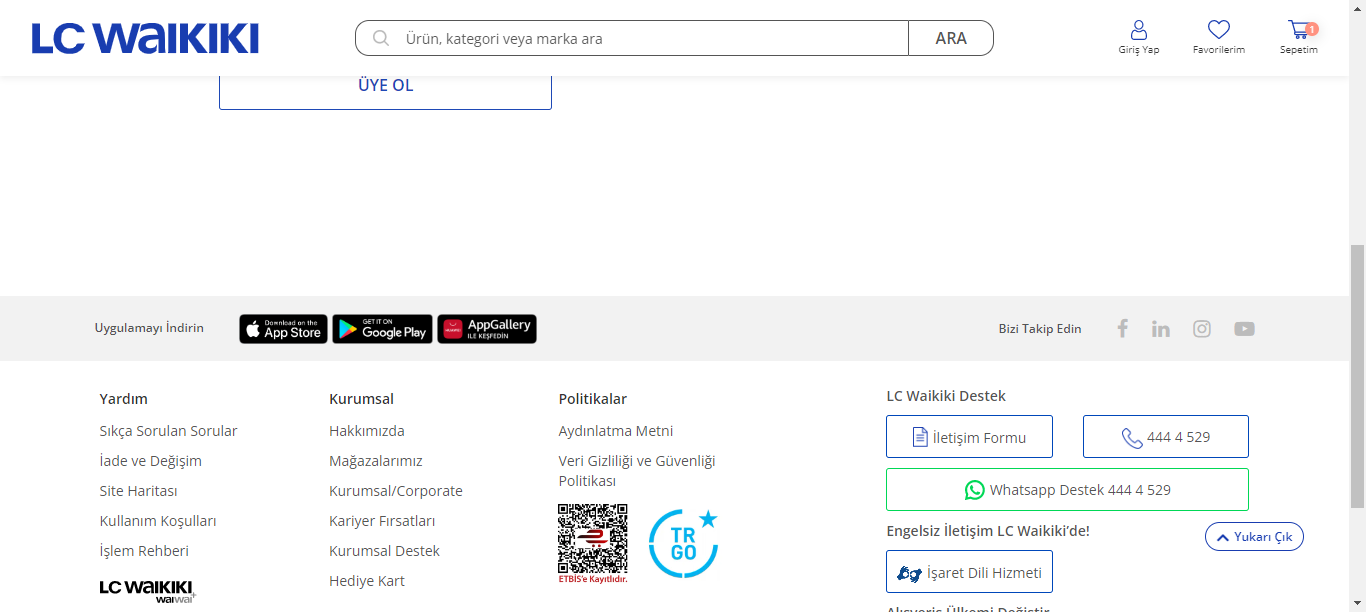 LC WAIKIKI
Ürün, kategori veya marka ara
ARA
Giriş Yap
Favorilerim
1
Sepetim
ÜYE OL
Uygulamayı İndirin
Download on the
App Store
GET IT ON
Google Play
AppGallery
İLE KEŞFEDİN
Bizi Takip Edin
Yardım
Sıkça Sorulan Sorular
İade ve Değişim
Site Haritası
Kullanım Koşulları
İşlem Rehberi
LC WAIKIKI
waiwai+
Kurumsal
Hakkımızda
Mağazalarımız
Kurumsal/Corporate
Kariyer Fırsatları
Kurumsal Destek
Hediye Kart
Politikalar
Aydınlatma Metni
Veri Gizliliği ve Güvenliği
Politikası
ETBİS'e Kayıtlıdır.
TR
GO
LC Waikiki Destek
İletişim Formu
444 4 529
Whatsapp Destek 444 4 529
Engelsiz İletişim LC Waikiki’de!
İşaret Dili Hizmeti
Yukarı Çık
Alışveriş Ülkemi Değiştir